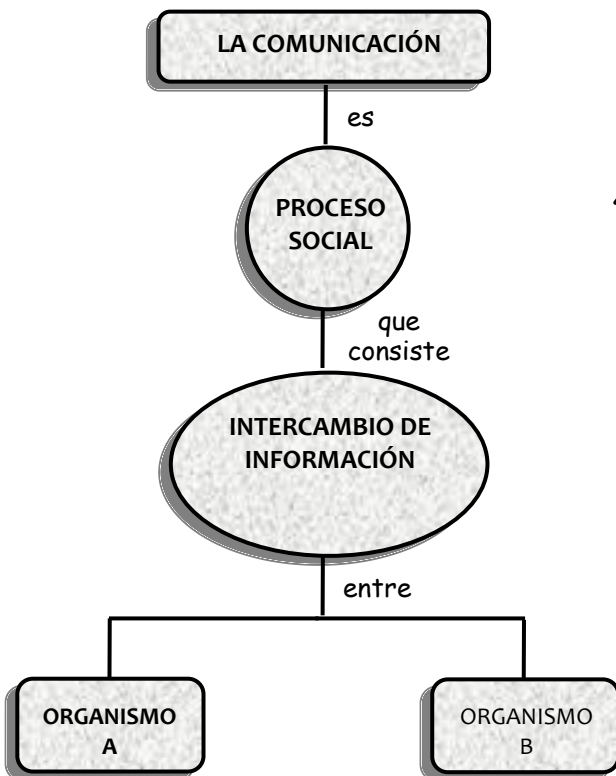 LA COMUNICACIÓN
es
PROCESO
SOCIAL
que
consiste
INTERCAMBIO DE
INFORMACIÓN
entre
ORGANISMO
A
ORGANISMO
B